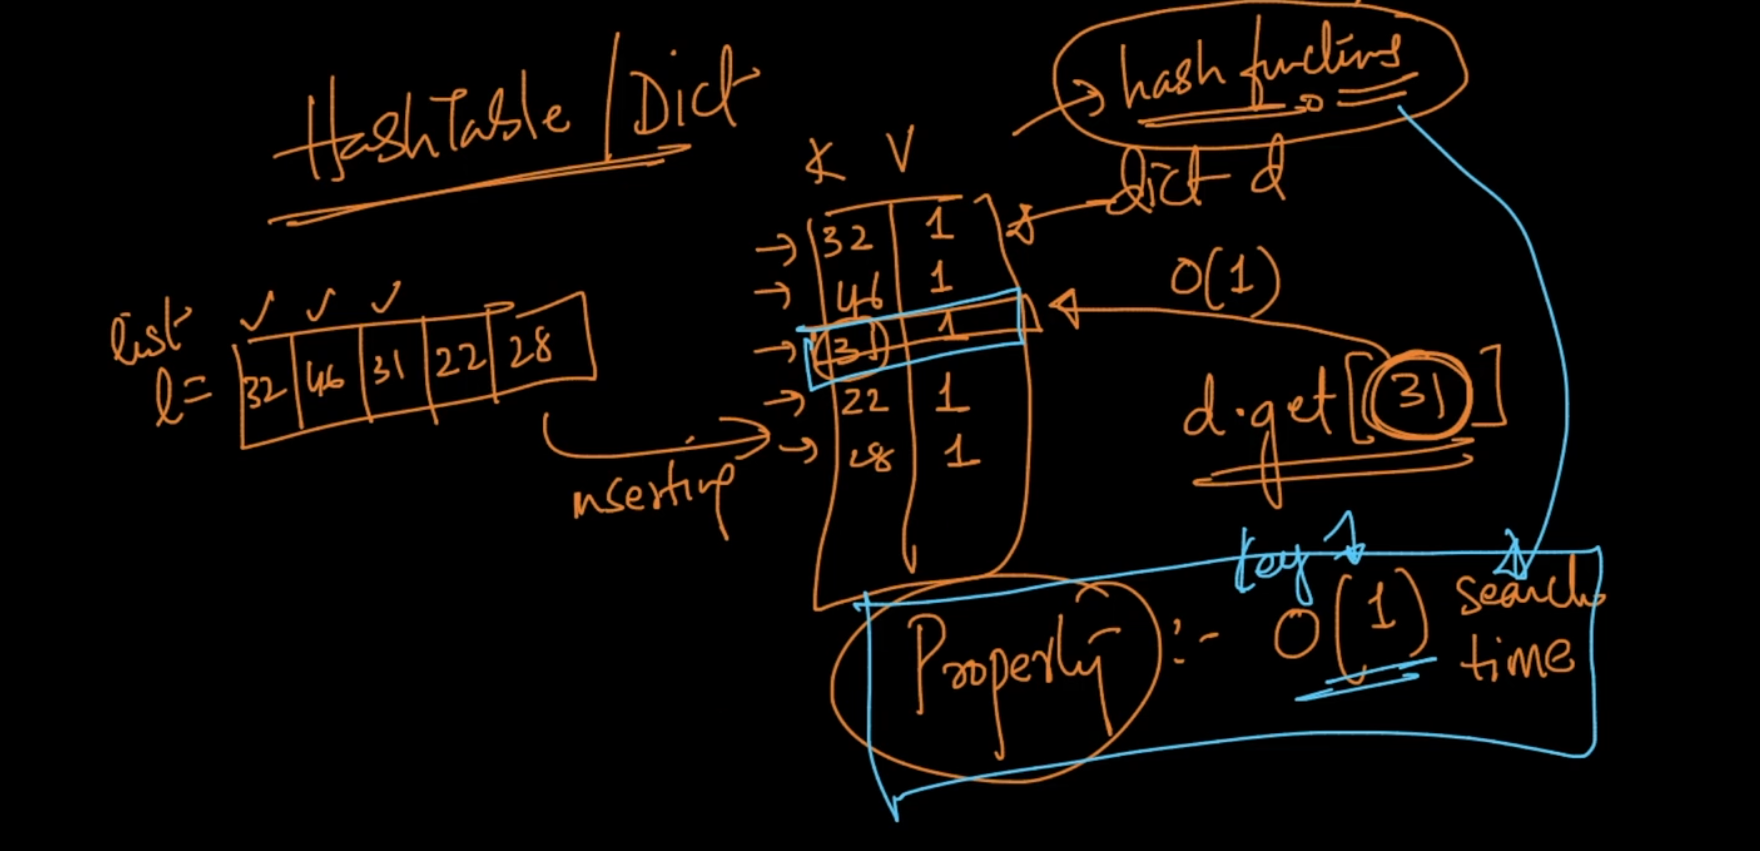 HashTable / Dict
hash functions
K V
dict d
32 1
46 1
31 1
22 1
28 1
O(1)
list
l = 32 46 31 22 28
inserting
d.get[31]
key
Property :- O(1) search
time